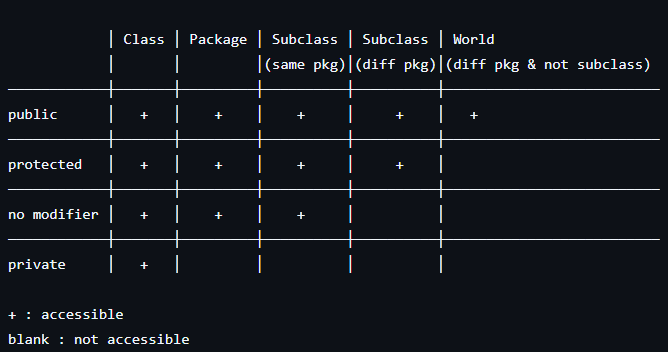 | Class | Package | Subclass | Subclass | World
| | |(same pkg)|(diff pkg)|(diff pkg & not subclass)
public | + | + | + | + | +
protected | + | + | + | + |
no modifier | + | + | + | |
private | + | | | |
+ : accessible
blank : not accessible